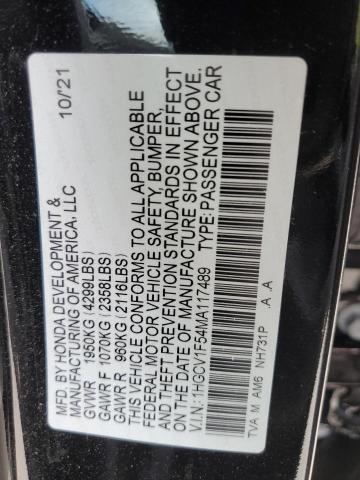 MFD. BY HONDA DEVELOPMENT & 10/21
MANUFACTURING OF AMERICA, LLC
GVWR 1950KG (4299LBS)
GAWR F 1070KG (2358LBS)
GAWR R 960KG (2116LBS)
THIS VEHICLE CONFORMS TO ALL APPLICABLE
FEDERAL MOTOR VEHICLE SAFETY, BUMPER,
AND THEFT PREVENTION STANDARDS IN EFFECT
ON THE DATE OF MANUFACTURE SHOWN ABOVE.
V.I.N.: 1HGCV1F54MA117489 TYPE: PASSENGER CAR
TVA M AM6 NH731P .A .A